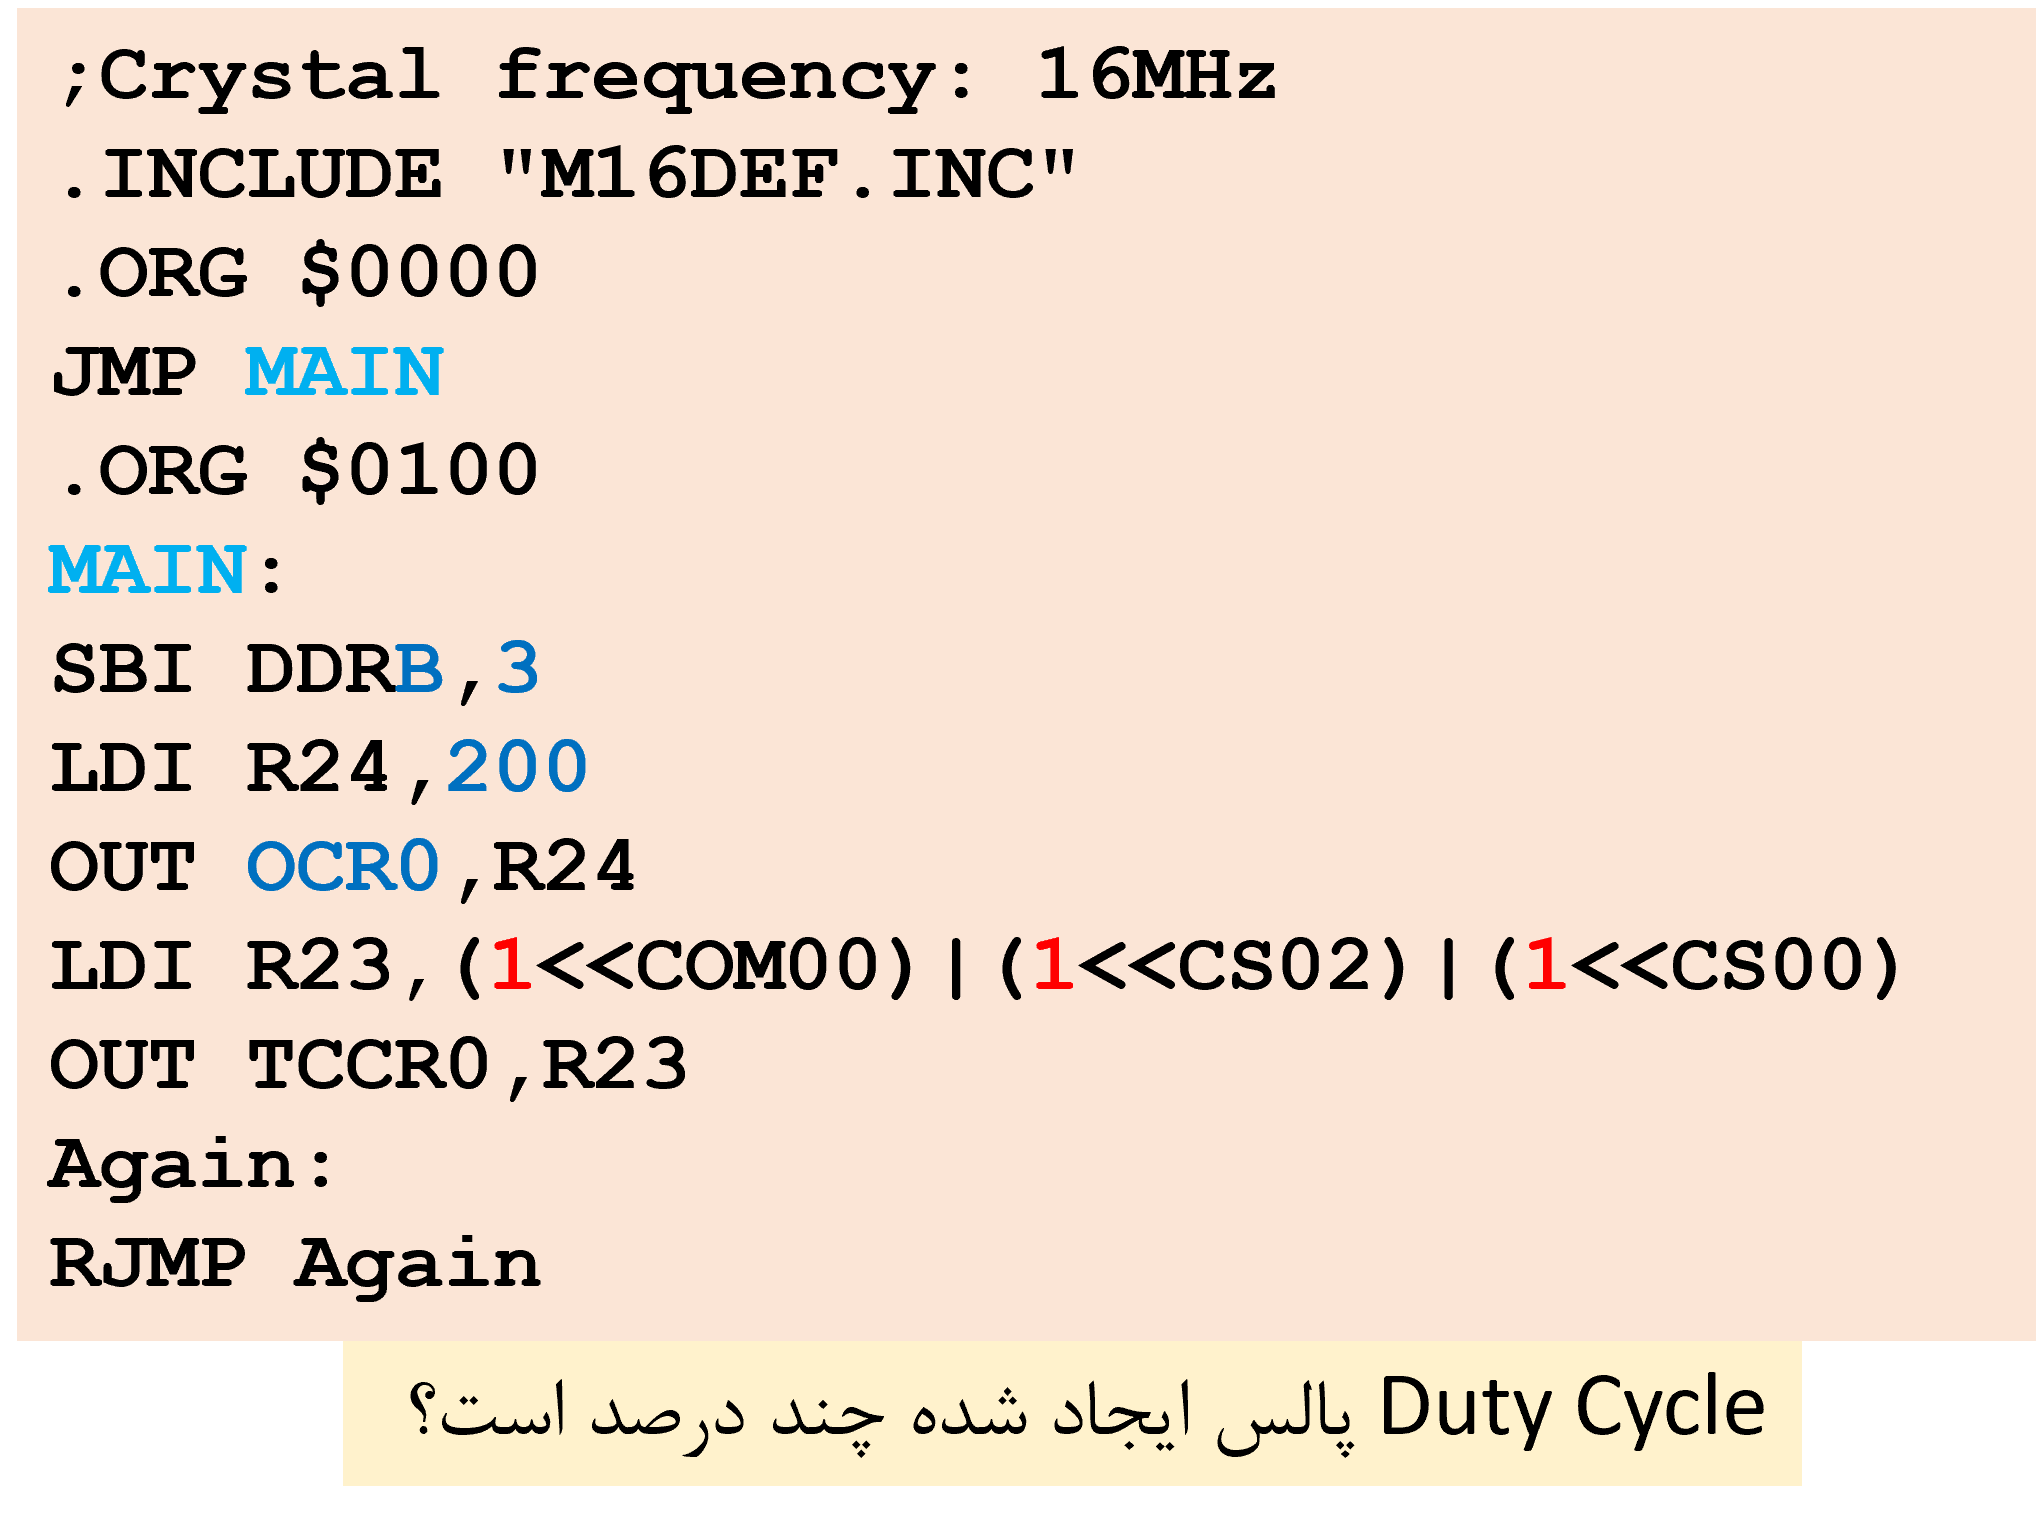 ;Crystal frequency: 16MHz
.INCLUDE "M16DEF.INC"
.ORG $0000
JMP MAIN
.ORG $0100
MAIN:
SBI DDRB,3
LDI R24,200
OUT OCR0,R24
LDI R23,(1<<COM00)|(1<<CS02)|(1<<CS00)
OUT TCCR0,R23
Again:
RJMP Again
Duty Cycle پالس ایجاد شده چند درصد است؟